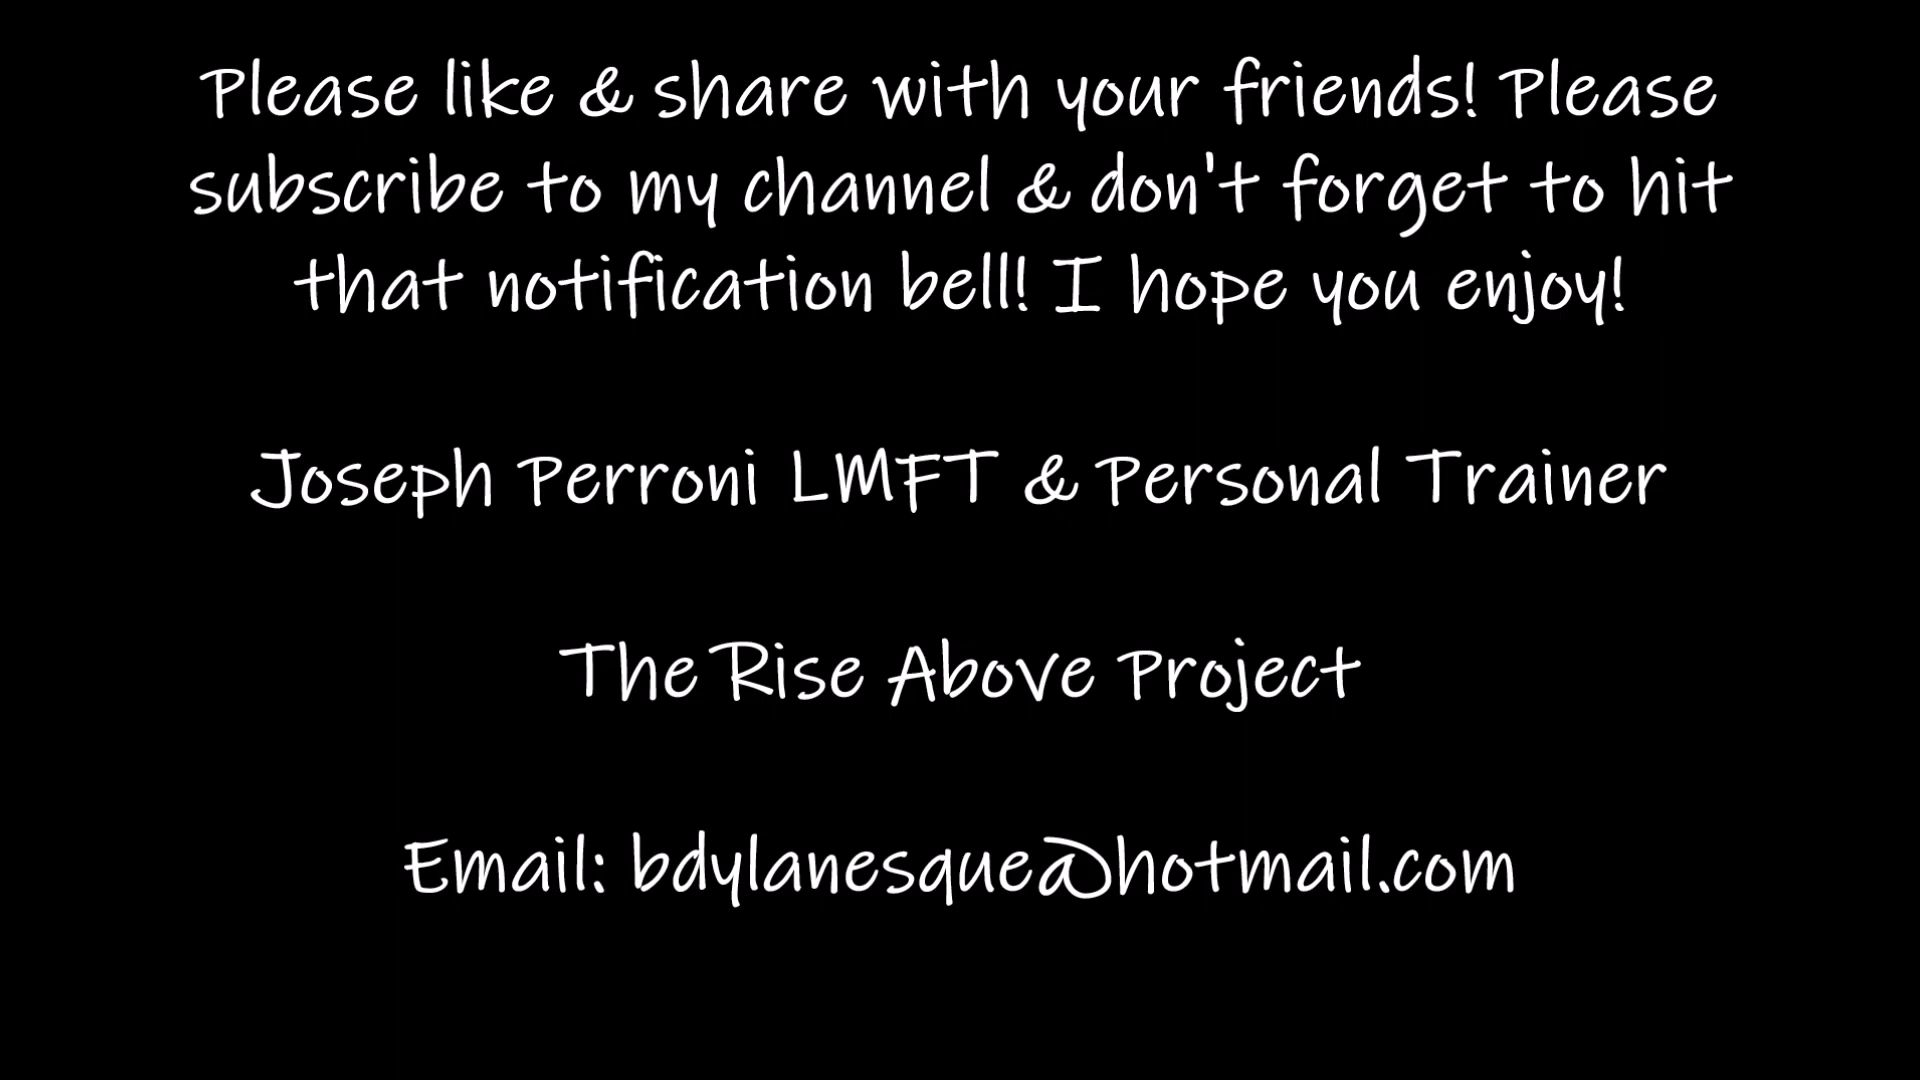 Please like & share with your friends! Please
subscribe to my channel & don't forget to hit
that notification bell! I hope you enjoy!
Joseph Perroni LMFT & Personal Trainer
The Rise Above Project
Email: bdylanesque@hotmail.com